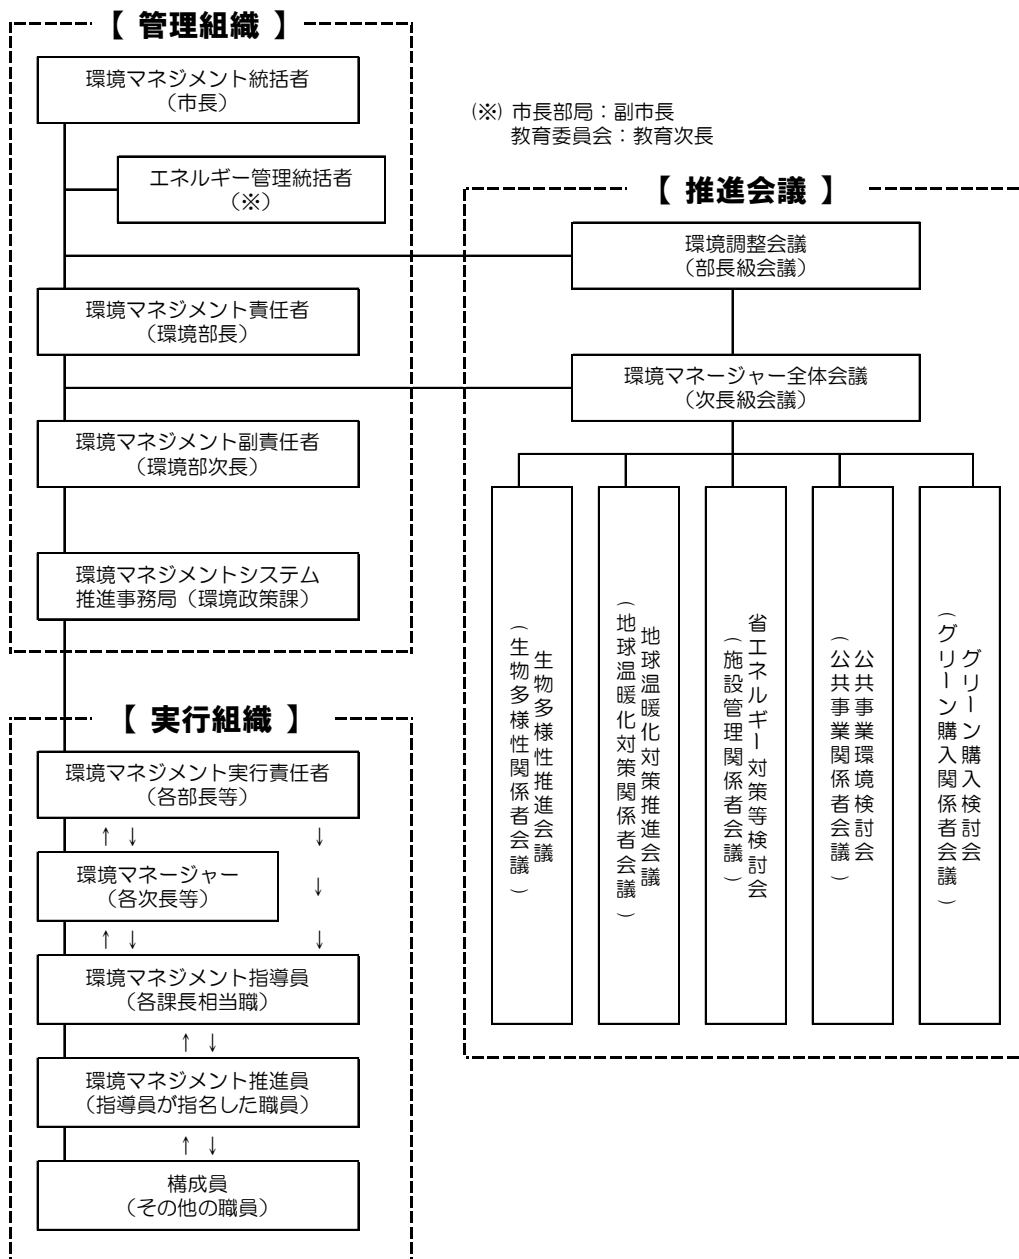 【 管理組織 】
環境マネジメント統括者
（市長）
エネルギー管理統括者
（※）
環境マネジメント責任者
（環境部長）
環境マネジメント副責任者
（環境部次長）
環境マネジメントシステム
推進事務局（環境政策課）
(※) 市長部局：副市長
教育委員会：教育次長
【 推進会議 】
環境調整会議
（部長級会議）
環境マネージャー全体会議
（次長級会議）
生物多様性推進会議
（生物多様性関係者会議）
地球温暖化対策推進会議
（地球温暖化対策関係者会議）
省エネルギー対策等検討会
（施設管理関係者会議）
公共事業環境検討会
（公共事業関係者会議）
グリーン購入検討会
（グリーン購入関係者会議）
【 実行組織 】
環境マネジメント実行責任者
（各部長等）
↑ ↓ ↓
環境マネージャー
（各次長等）
↓
↑ ↓ ↓
環境マネジメント指導員
（各課長相当職）
↑ ↓
環境マネジメント推進員
（指導員が指名した職員）
↑ ↓
構成員
（その他の職員）